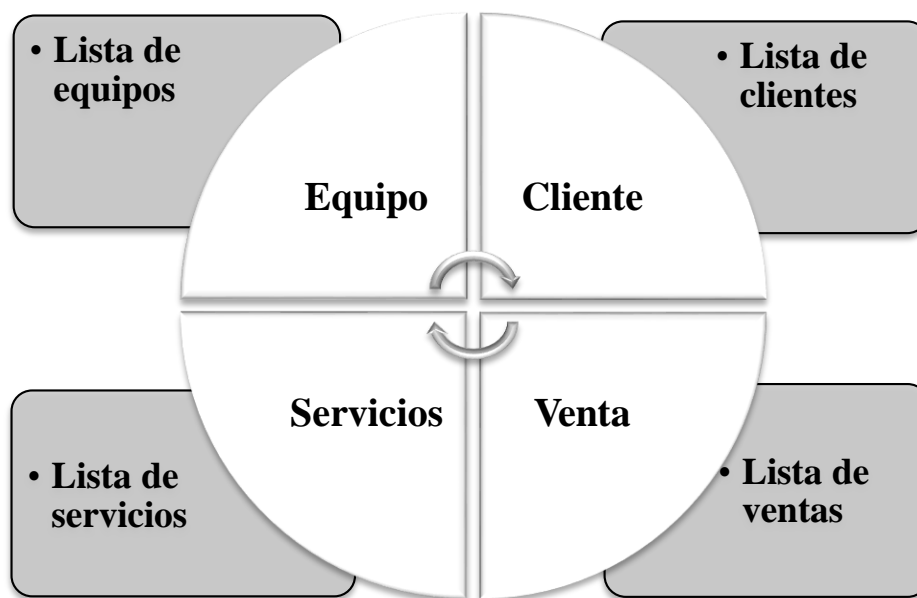 • Lista de
equipos
• Lista de
clientes
Equipo
Cliente
Servicios
Venta
• Lista de
servicios
• Lista de
ventas